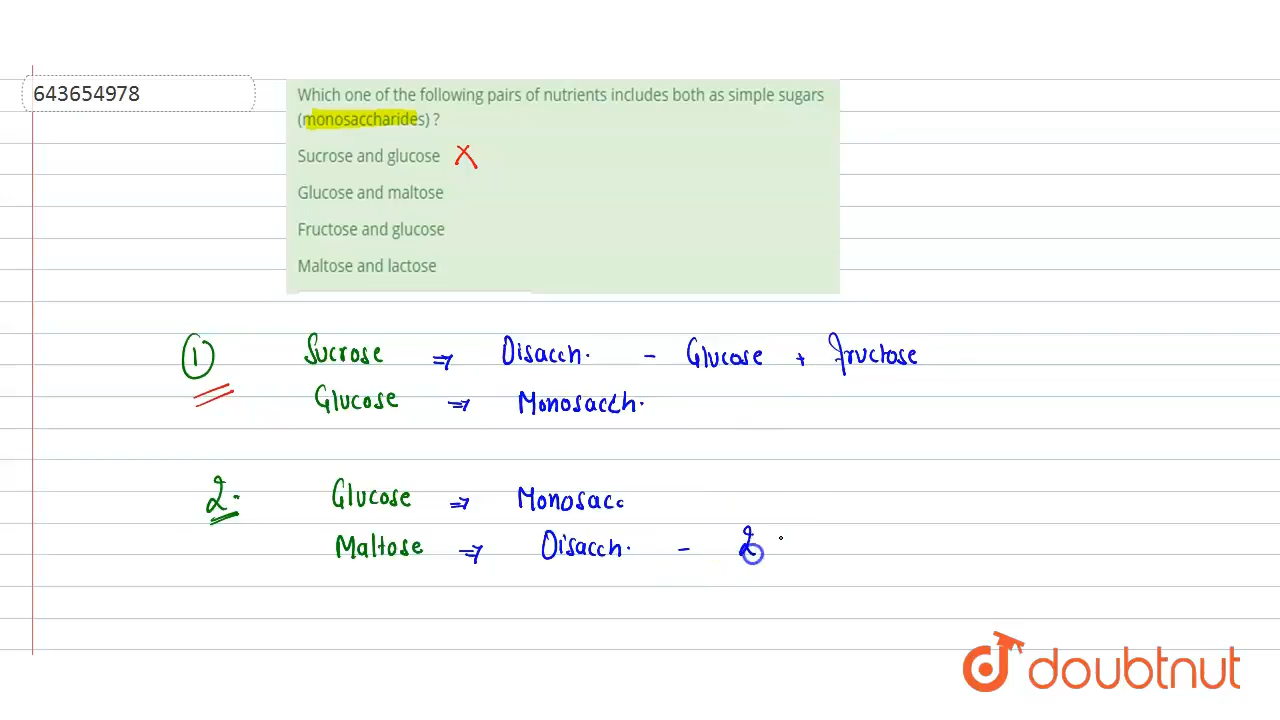 643654978
Which one of the following pairs of nutrients includes both as simple sugars
(monosaccharides) ?
Sucrose and glucose X
Glucose and maltose
Fructose and glucose
Maltose and lactose
1 Sucrose ⇒ Disacch. - Glucose + Fructose
Glucose ⇒ Monosacch.
2. Glucose ⇒ Monosacc
Maltose ⇒ Disacch. - 2
doubtnut